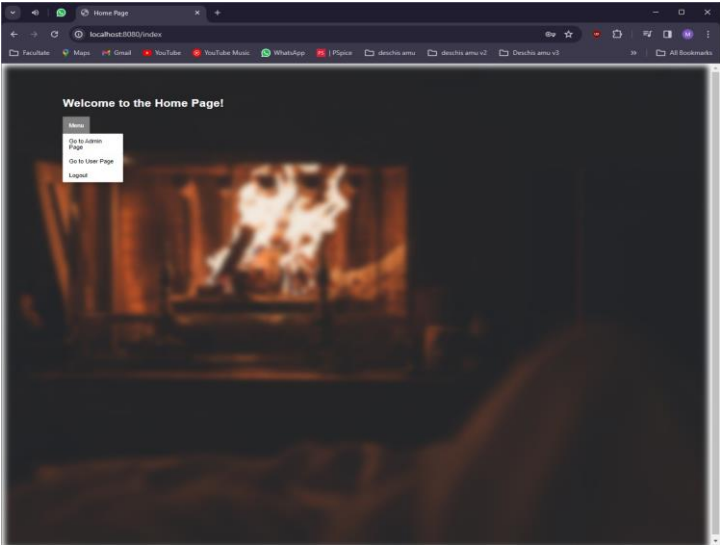 Home Page
localhost:8080/index
Facultate Maps Gmail YouTube YouTube Music WhatsApp PSpice deschis amu deschis amu v2 Deschis amu v3 » All Bookmarks
Welcome to the Home Page!
Menu
Go to Admin
Page
Go to User Page
Logout